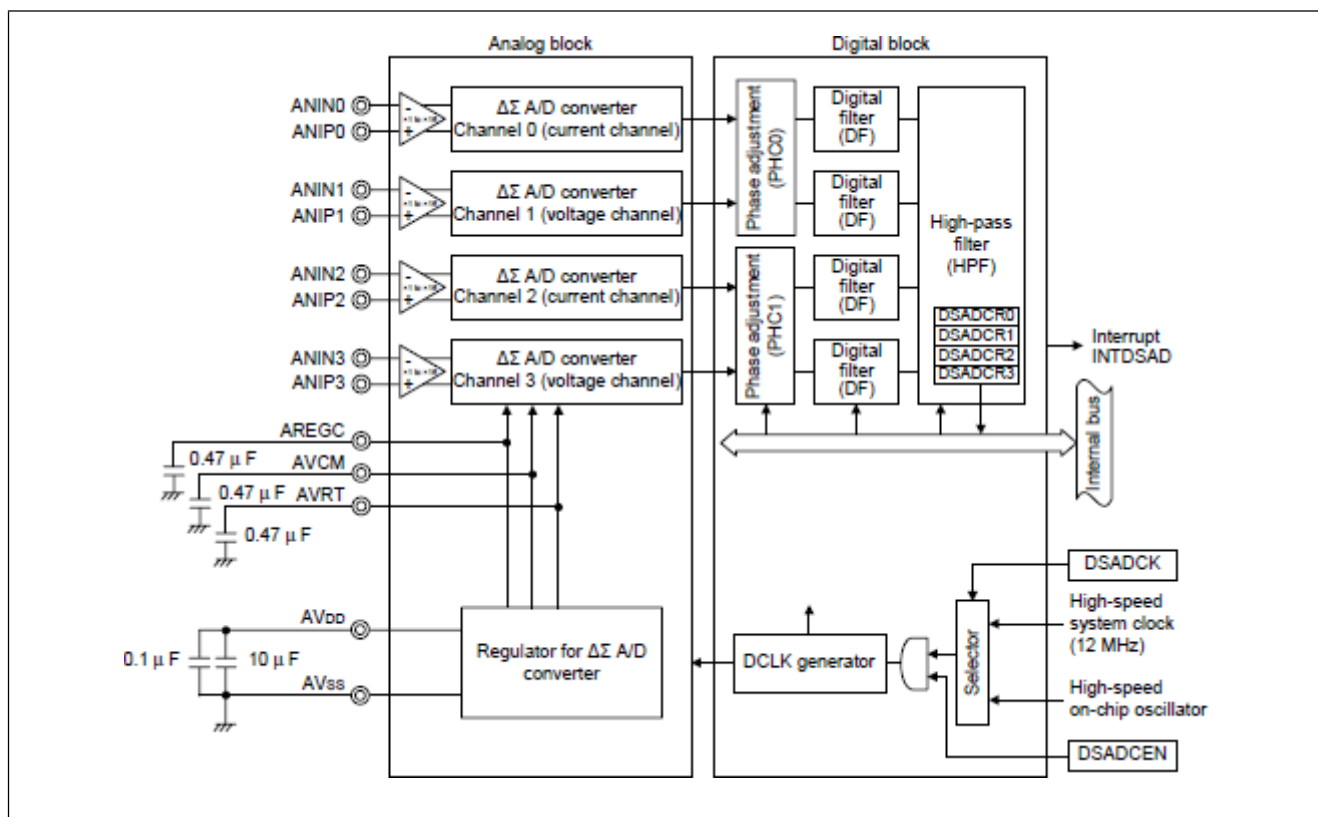 Analog block
Digital block
ANIN0
ANIP0
-
+
ΔΣ A/D converter
Channel 0 (current channel)
ANIN1
ANIP1
-
+
ΔΣ A/D converter
Channel 1 (voltage channel)
ANIN2
ANIP2
-
+
ΔΣ A/D converter
Channel 2 (current channel)
ANIN3
ANIP3
-
+
ΔΣ A/D converter
Channel 3 (voltage channel)
Phase adjustment
(PHC0)
Phase adjustment
(PHC1)
Digital
filter
(DF)
Digital
filter
(DF)
Digital
filter
(DF)
Digital
filter
(DF)
High-pass
filter
(HPF)
DSADCR0
DSADCR1
DSADCR2
DSADCR3
Interrupt
INTDSAD
Internal bus
AREGC
0.47 µ F
AVCM
0.47 µ F
AVRT
0.47 µ F
AVDD
0.1 µ F
10 µ F
AVSS
Regulator for ΔΣ A/D
converter
DCLK generator
Selector
DSADCK
High-speed
system clock
(12 MHz)
High-speed
on-chip oscillator
DSADCEN